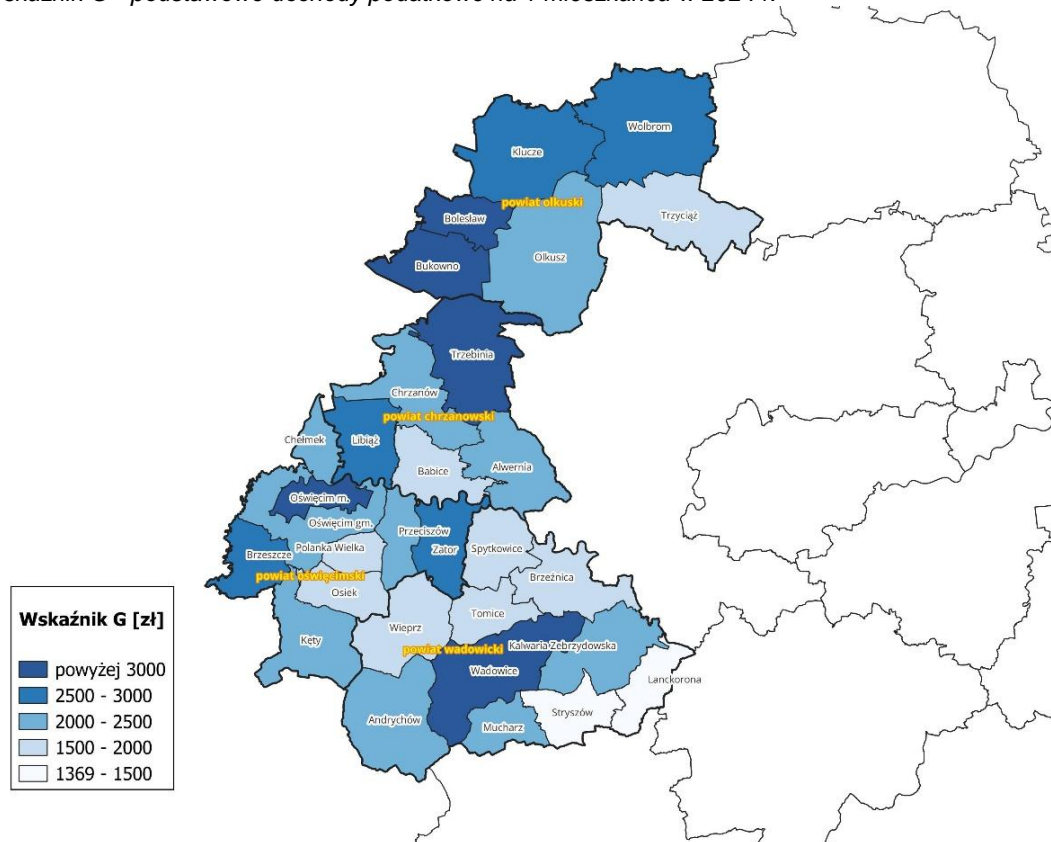 podstawowe dochody podatkowe na 1 mieszkańca w 2024 r.
Wolbrom
Klucze
powiat olkuski
Bolesław
Trzyciąż
Olkusz
Bukowno
Trzebinia
Chrzanów
powiat chrzanowski
Chełmek
Libiąż
Babice
Alwernia
Oświęcim m.
Oświęcim gm.
Przeciszów
Polanka Wielka
Zator
Spytkowice
Brzeszcze
powiat oświęcimski
Brzeźnica
Osiek
Tomice
Wieprz
Kęty
Kalwaria Zebrzydowska
powiat wadowicki
Wadowice
Lanckorona
Stryszów
Andrychów
Mucharz
Wskaźnik G [zł]
powyżej 3000
2500 - 3000
2000 - 2500
1500 - 2000
1369 - 1500